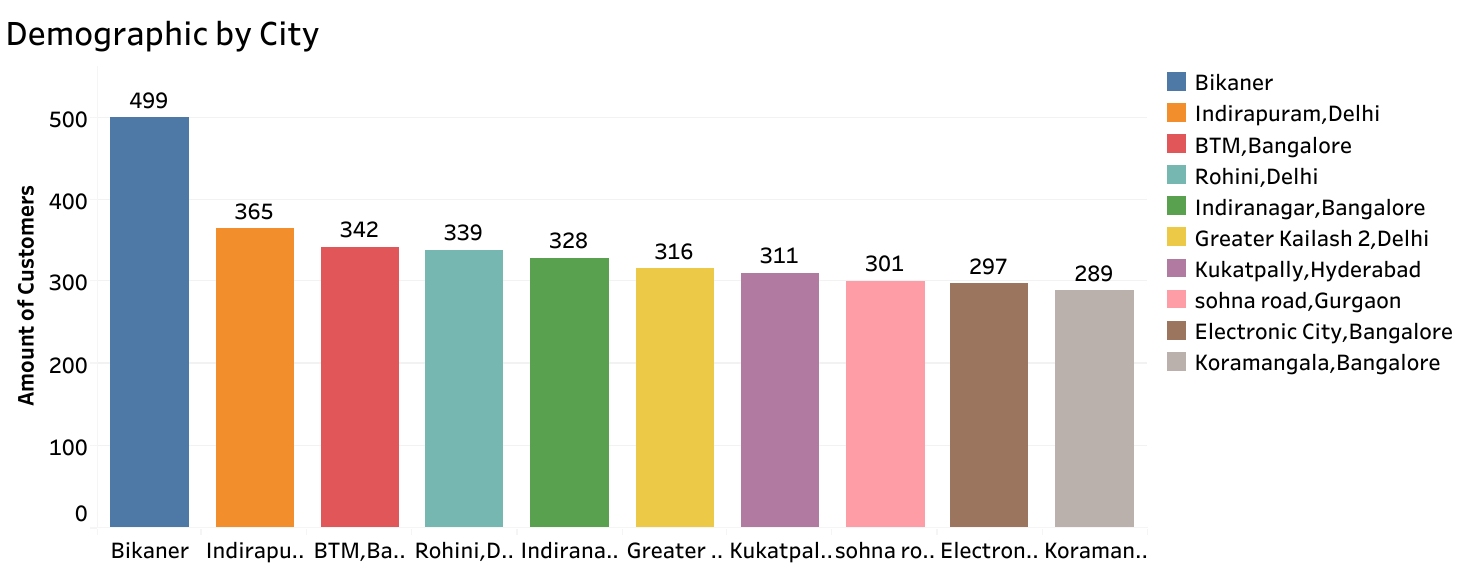 Demographic by City
499
365
342
339
328
316
311
301
297
289
500
400
300
200
100
0
Amount of Customers
Bikaner
Indirapu..
BTM,Ba..
Rohini,D..
Indirana..
Greater ..
Kukatpal..
sohna ro..
Electron..
Koraman..
Bikaner
Indirapuram,Delhi
BTM,Bangalore
Rohini,Delhi
Indiranagar,Bangalore
Greater Kailash 2,Delhi
Kukatpally,Hyderabad
sohna road,Gurgaon
Electronic City,Bangalore
Koramangala,Bangalore